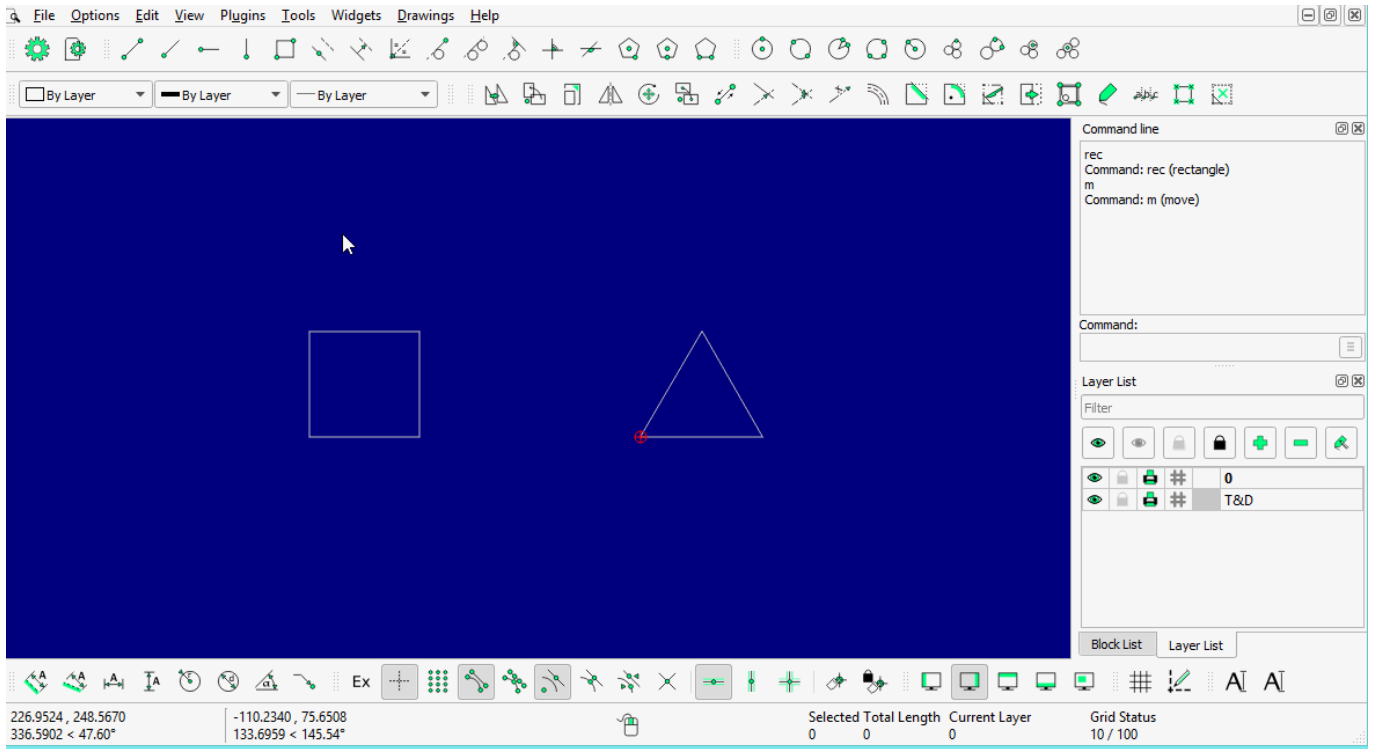 File Options Edit View Plugins Tools Widgets Drawings Help
By Layer By Layer By Layer
Command line
rec
Command: rec (rectangle)
m
Command: m (move)
Command:
Layer List
Filter
0
T&D
Block List Layer List
Ex
226.9524 , 248.5670 -110.2340 , 75.6508 Selected Total Length Current Layer Grid Status
336.5902 < 47.60° 133.6959 < 145.54° 0 0 0 10 / 100